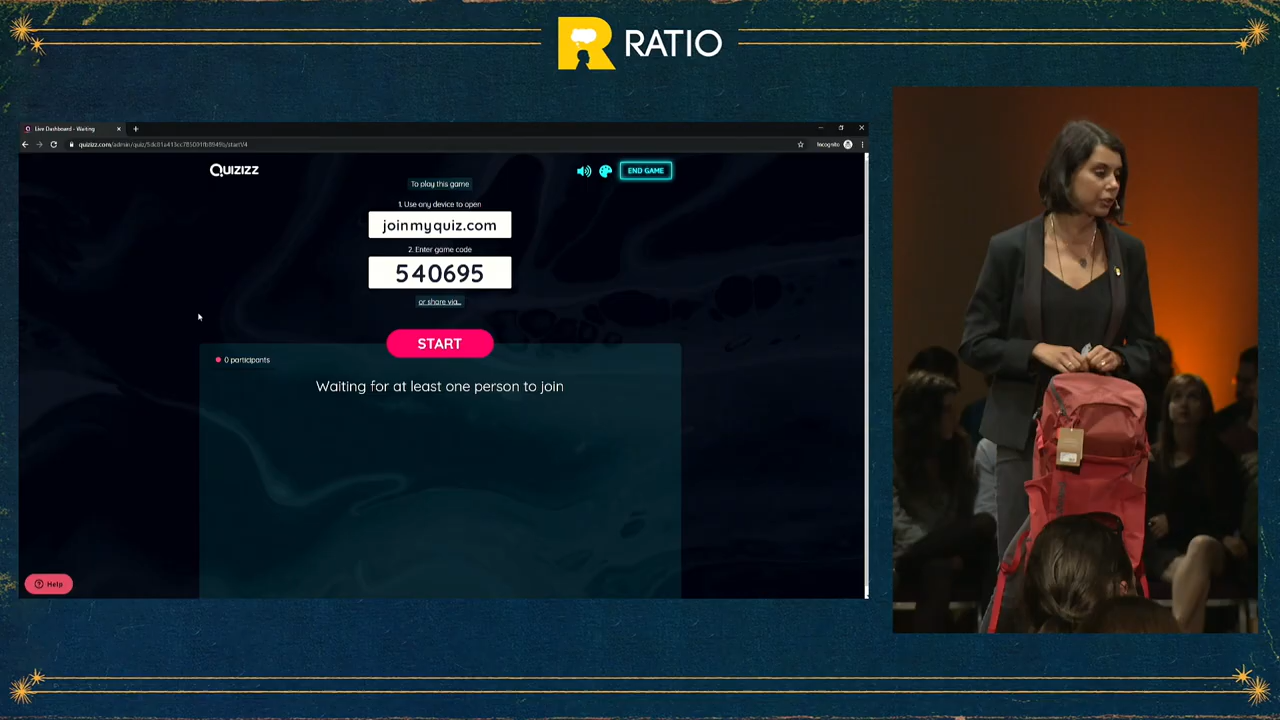 RATIO
Live Dashboard - Waiting
Incognito
QUIZIZZ
END GAME
To play this game
1. Use any device to open
joinmyquiz.com
2. Enter game code
540695
or share via...
START
0 participants
Waiting for at least one person to join
Help